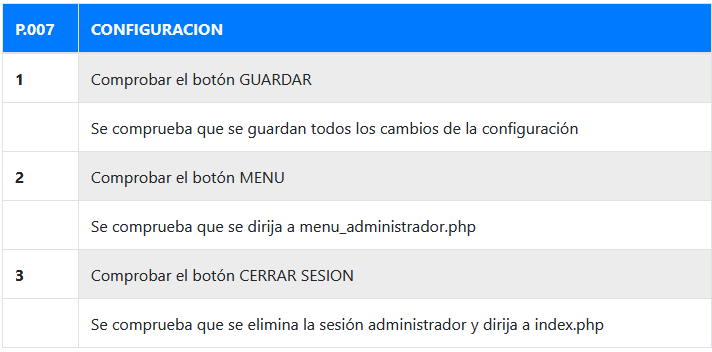 P.007 CONFIGURACION
1 Comprobar el botón GUARDAR
Se comprueba que se guardan todos los cambios de la configuración
2 Comprobar el botón MENU
Se comprueba que se dirija a menu_administrador.php
3 Comprobar el botón CERRAR SESION
Se comprueba que se elimina la sesión administrador y dirija a index.php